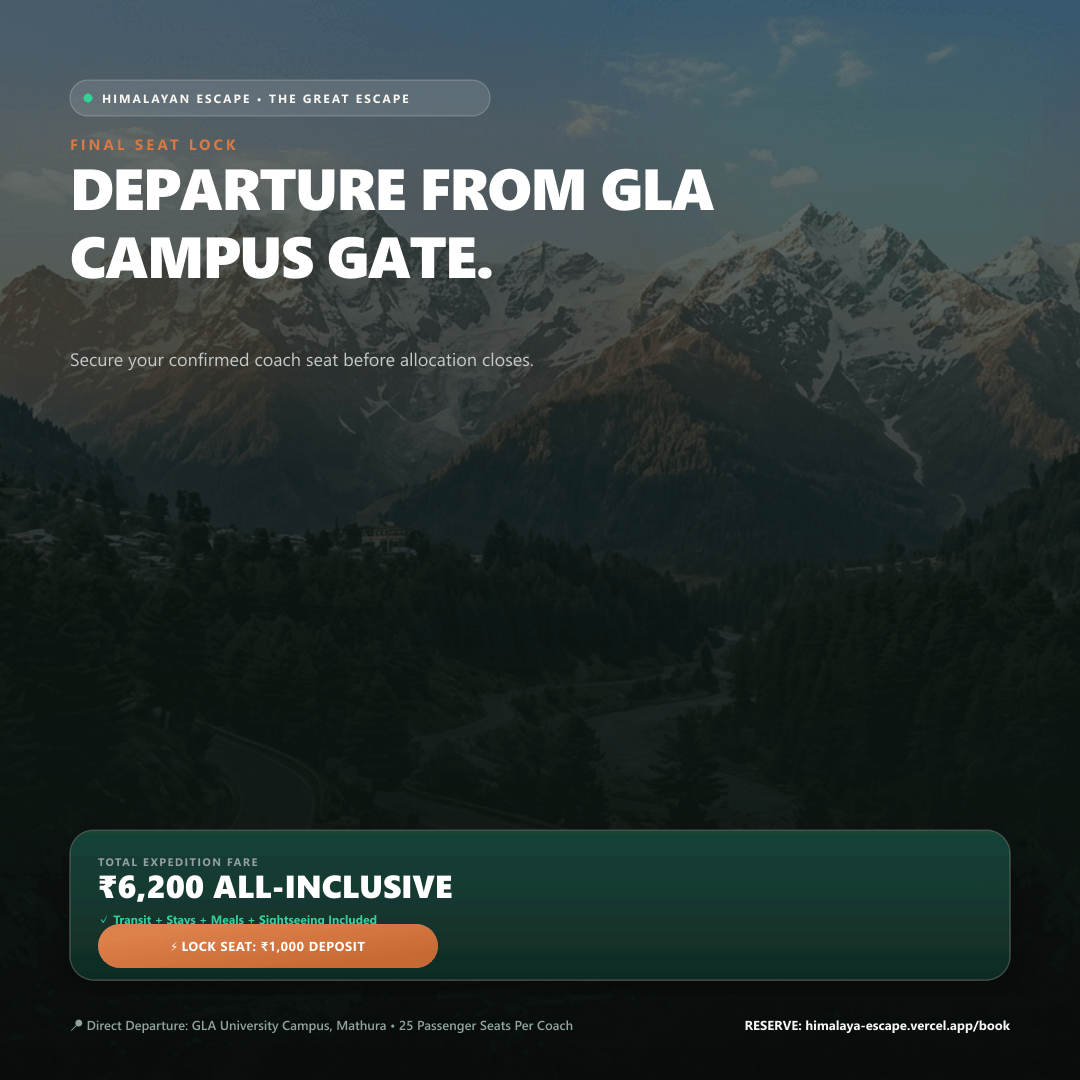 HIMALAYAN ESCAPE • THE GREAT ESCAPE
FINAL SEAT LOCK
DEPARTURE FROM GLA
CAMPUS GATE.
Secure your confirmed coach seat before allocation closes.
TOTAL EXPEDITION FARE
₹6,200 ALL-INCLUSIVE
✓ Transit + Stays + Meals + Sightseeing Included
⚡ LOCK SEAT: ₹1,000 DEPOSIT
📍 Direct Departure: GLA University Campus, Mathura • 25 Passenger Seats Per Coach
RESERVE: himalaya-escape.vercel.app/book